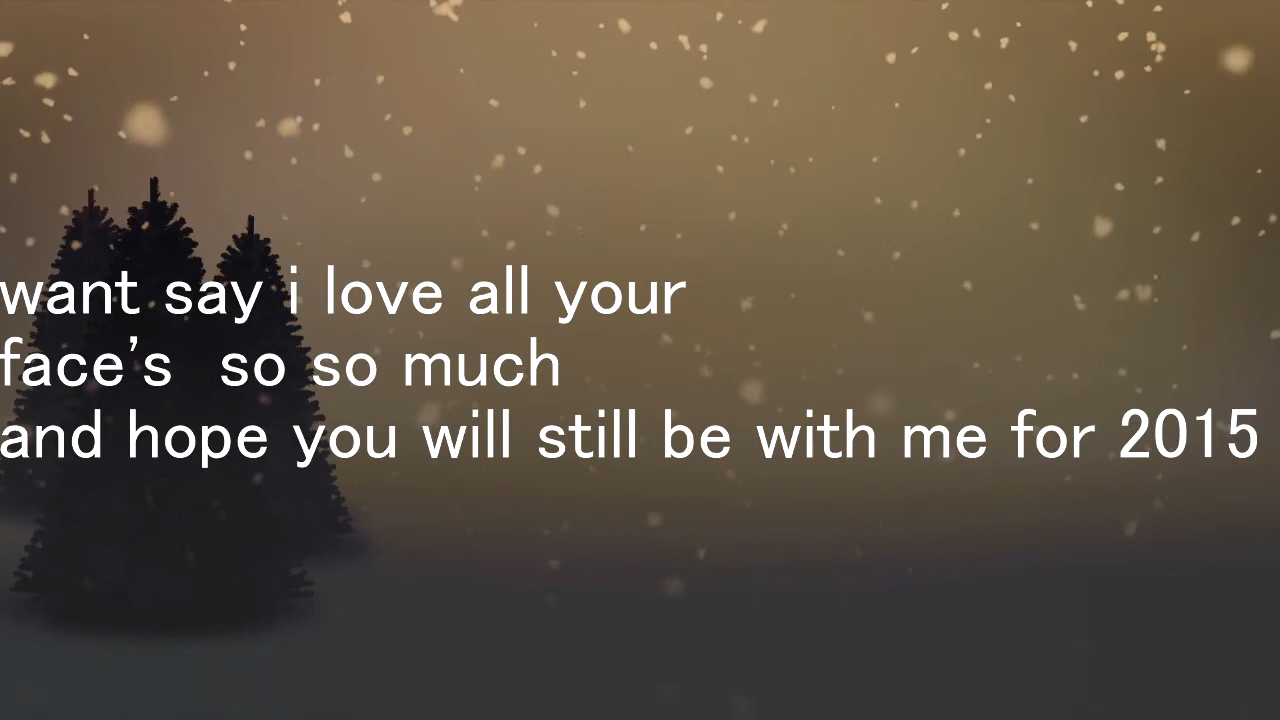 want say i love all your
face's  so so much
and hope you will still be with me for 2015